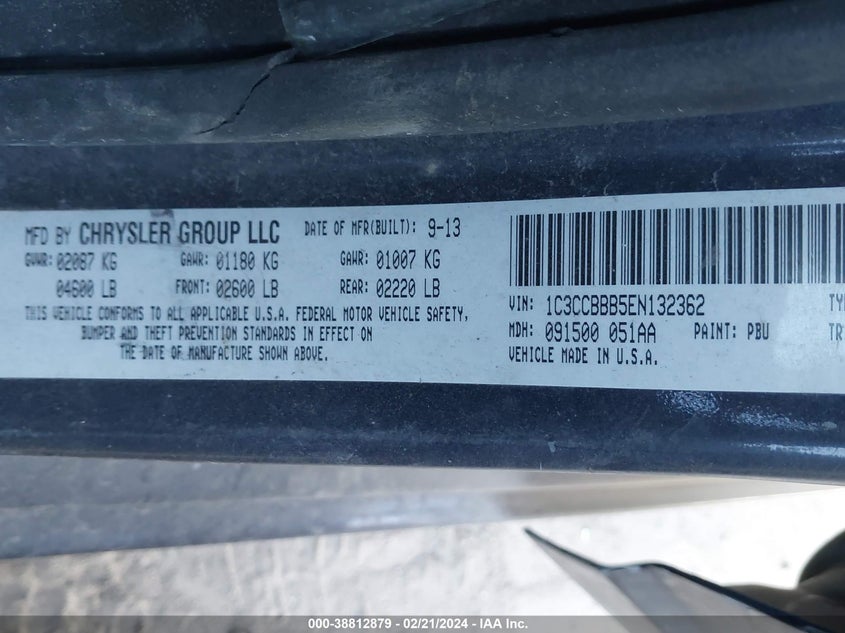 MFD BY CHRYSLER GROUP LLC DATE OF MFR(BUILT): 9-13
GVWR: 02087 KG GAWR: 01180 KG GAWR: 01007 KG
04600 LB FRONT: 02600 LB REAR: 02220 LB
THIS VEHICLE CONFORMS TO ALL APPLICABLE U.S.A. FEDERAL MOTOR VEHICLE SAFETY,
BUMPER AND THEFT PREVENTION STANDARDS IN EFFECT ON
THE DATE OF MANUFACTURE SHOWN ABOVE.
VIN: 1C3CCBBB5EN132362
MDH: 091500 051AA PAINT: PBU
VEHICLE MADE IN U.S.A.
000-38812879 - 02/21/2024 - IAA Inc.